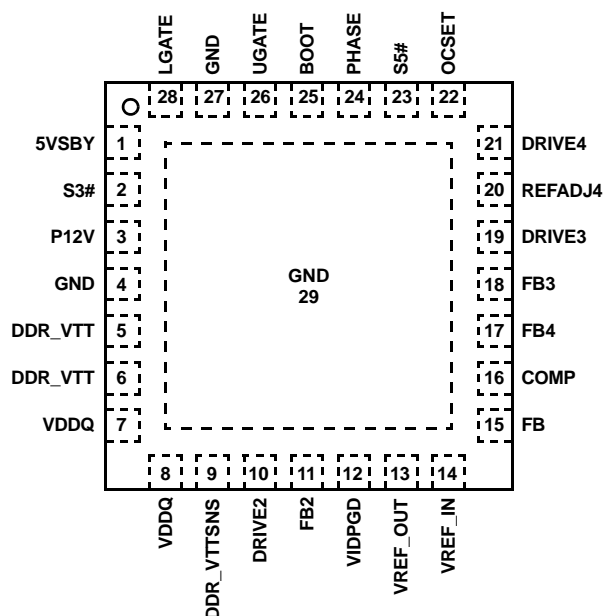 LGATE
GND
UGATE
BOOT
PHASE
S5#
OCSET
28 27 26 25 24 23 22
5VSBY 1
S3# 2
P12V 3
GND 4
DDR_VTT 5
DDR_VTT 6
VDDQ 7
GND
29
21 DRIVE4
20 REFADJ4
19 DRIVE3
18 FB3
17 FB4
16 COMP
15 FB
8 9 10 11 12 13 14
VDDQ
DDR_VTTSNS
DRIVE2
FB2
VIDPGD
VREF_OUT
VREF_IN